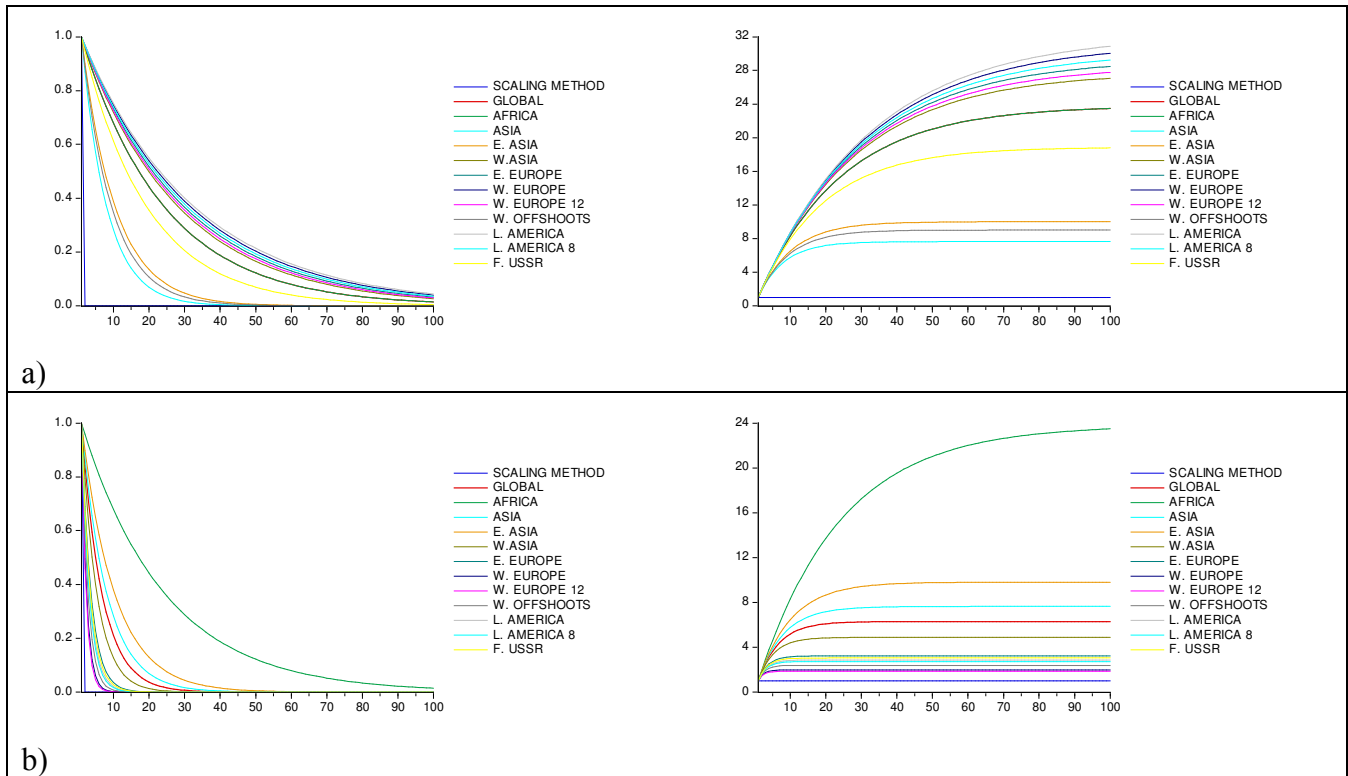 1.0
0.8
0.6
0.4
0.2
0.0
10 20 30 40 50 60 70 80 90 100
SCALING METHOD
GLOBAL
AFRICA
ASIA
E. ASIA
W.ASIA
E. EUROPE
W. EUROPE
W. EUROPE 12
W. OFFSHOOTS
L. AMERICA
L. AMERICA 8
F. USSR
32
28
24
20
16
12
8
4
0
10 20 30 40 50 60 70 80 90 100
SCALING METHOD
GLOBAL
AFRICA
ASIA
E. ASIA
W.ASIA
E. EUROPE
W. EUROPE
W. EUROPE 12
W. OFFSHOOTS
L. AMERICA
L. AMERICA 8
F. USSR
a)
1.0
0.8
0.6
0.4
0.2
0.0
10 20 30 40 50 60 70 80 90 100
SCALING METHOD
GLOBAL
AFRICA
ASIA
E. ASIA
W.ASIA
E. EUROPE
W. EUROPE
W. EUROPE 12
W. OFFSHOOTS
L. AMERICA
L. AMERICA 8
F. USSR
24
20
16
12
8
4
0
10 20 30 40 50 60 70 80 90 100
SCALING METHOD
GLOBAL
AFRICA
ASIA
E. ASIA
W.ASIA
E. EUROPE
W. EUROPE
W. EUROPE 12
W. OFFSHOOTS
L. AMERICA
L. AMERICA 8
F. USSR
b)